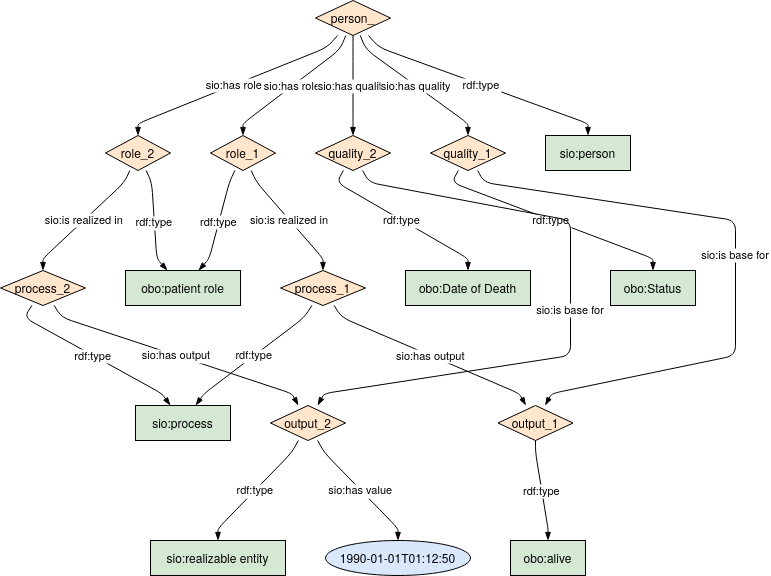 person_
sio:has role
sio:has role
sio:has quality
sio:has quality
rdf:type
role_2
role_1
quality_2
quality_1
sio:person
sio:is realized in
rdf:type
rdf:type
sio:is realized in
rdf:type
rdf:type
sio:is base for
process_2
obo:patient role
process_1
obo:Date of Death
obo:Status
sio:is base for
rdf:type
sio:has output
rdf:type
sio:has output
sio:process
output_2
output_1
rdf:type
sio:has value
rdf:type
sio:realizable entity
1990-01-01T01:12:50
obo:alive